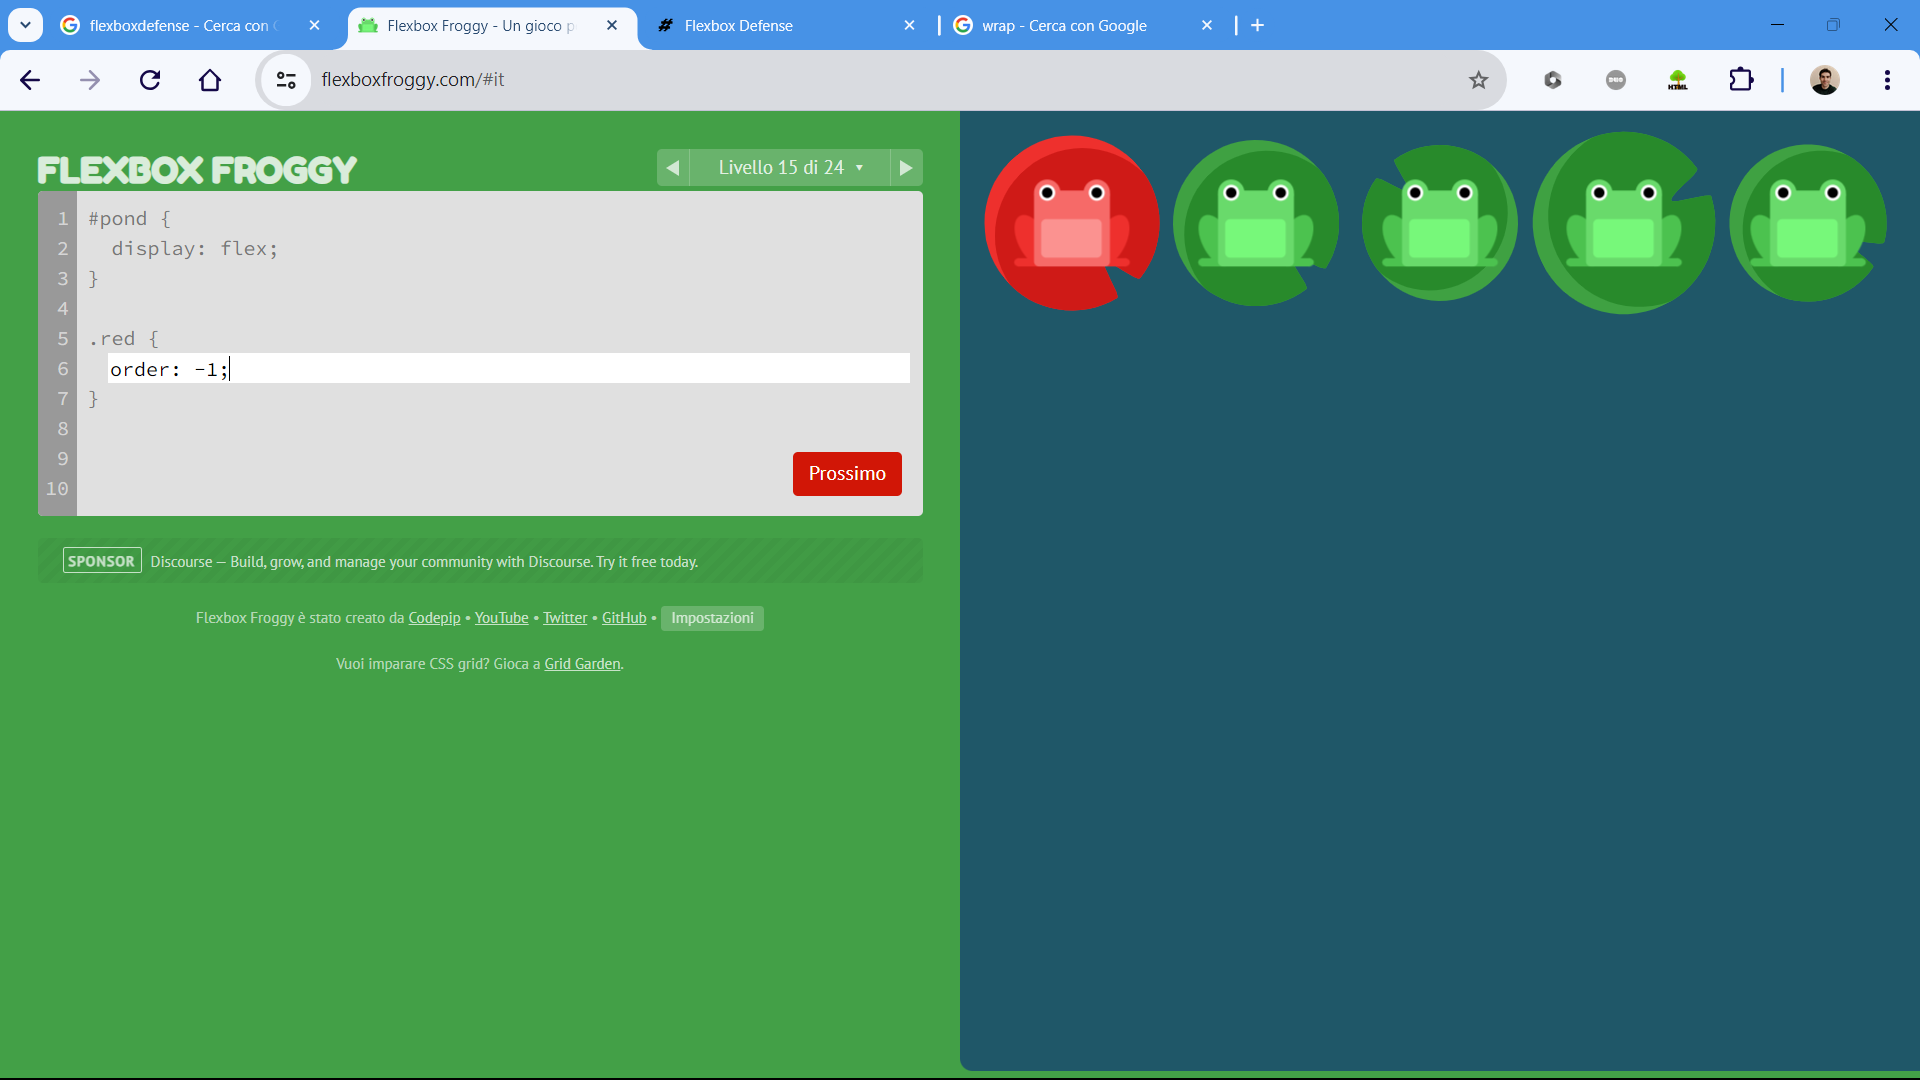 flexboxdefense - Cerca con
Flexbox Froggy - Un gioco p
Flexbox Defense
wrap - Cerca con Google
flexboxfroggy.com/#it
HTML
FLEXBOX FROGGY
Livello 15 di 24
1 #pond {
2 display: flex;
3 }
4
5 .red {
6 order: -1;
7 }
8
9
10
Prossimo
SPONSOR Discourse — Build, grow, and manage your community with Discourse. Try it free today.
Flexbox Froggy è stato creato da Codepip • YouTube • Twitter • GitHub • Impostazioni
Vuoi imparare CSS grid? Gioca a Grid Garden.